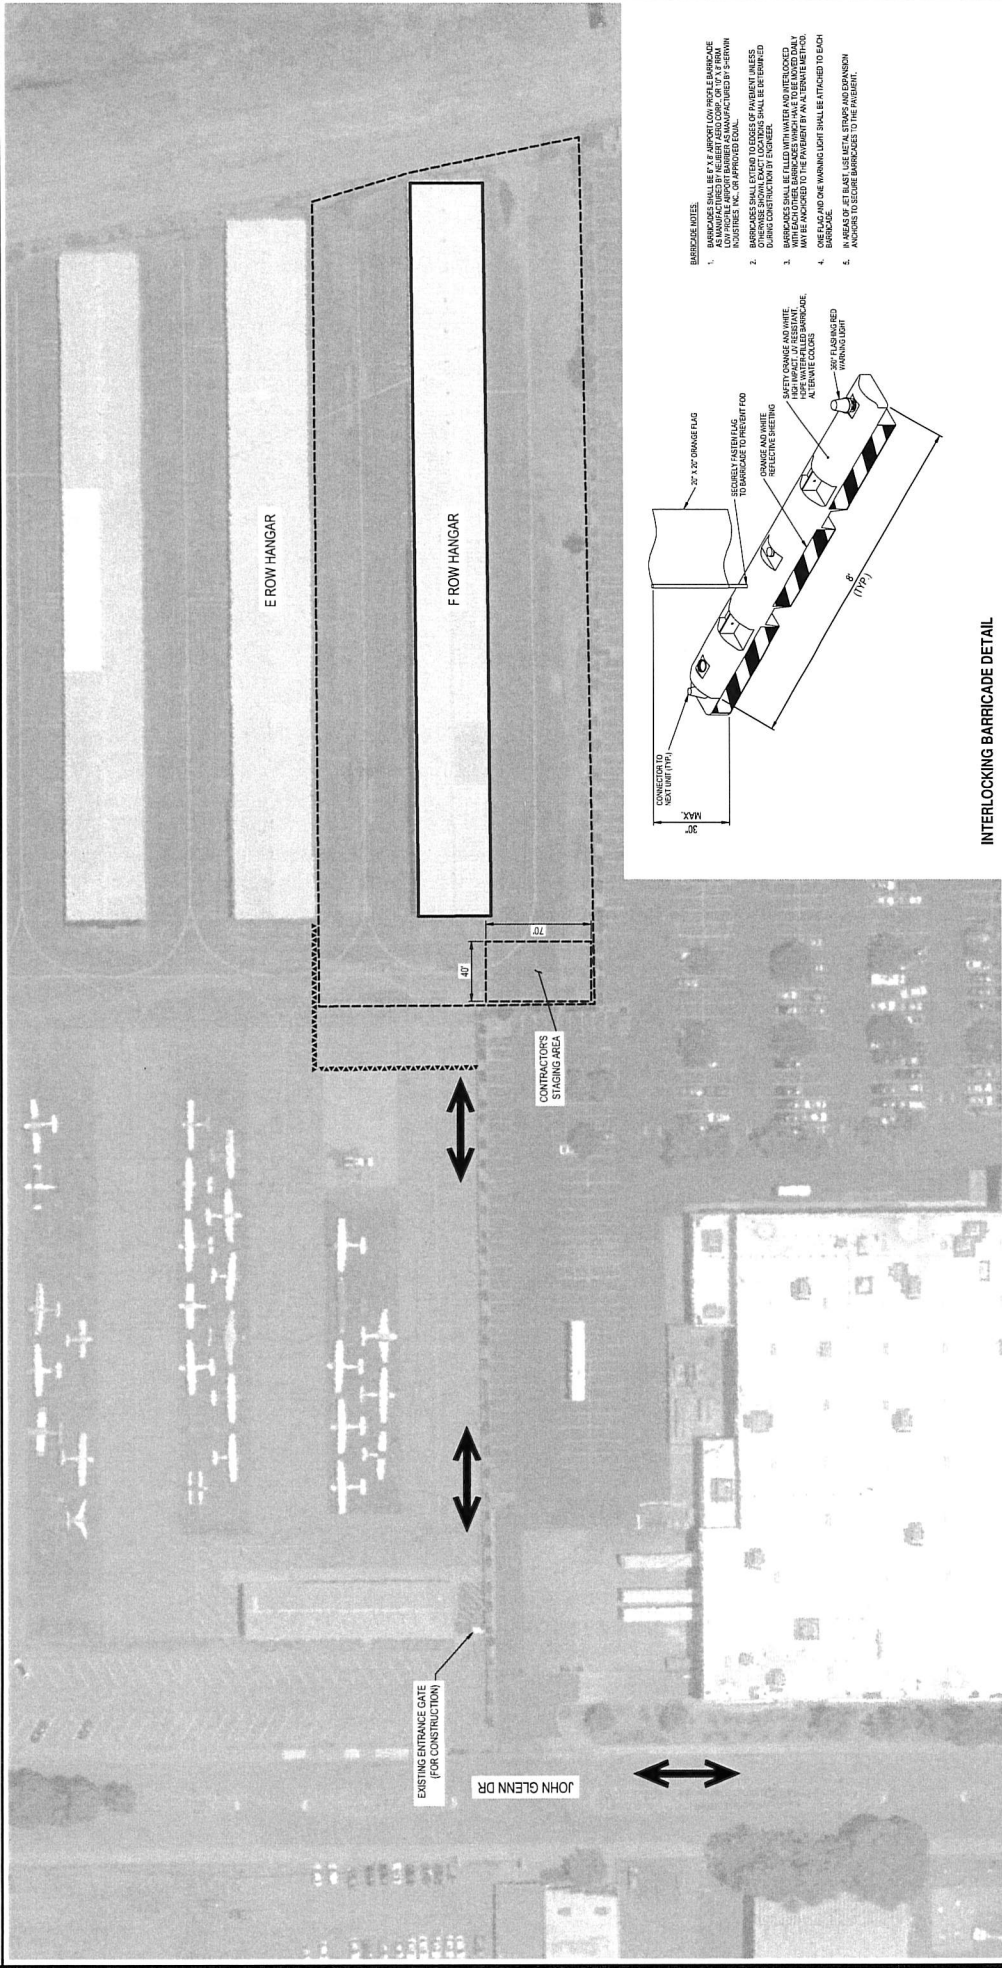 EXISTING ENTRANCE GATE
(FOR CONSTRUCTION)
JOHN GLENN DR
CONTRACTOR'S
STAGING AREA
40'
70'
E ROW HANGAR
F ROW HANGAR
INTERLOCKING BARRICADE DETAIL
30"
MAX.
CONNECTOR TO
NEXT UNIT (TYP.)
8'
(TYP.)
20" X 20" ORANGE FLAG
SECURELY FASTEN FLAG
TO BARRICADE TO PREVENT FOD
ORANGE AND WHITE
REFLECTIVE SHEETING
SAFETY ORANGE AND WHITE,
HIGH IMPACT, UV RESISTANT,
HDPE WATER-FILLED BARRICADE,
ALTERNATE COLORS
360° FLASHING RED
WARNING LIGHT
BARRICADE NOTES:
1. BARRICADES SHALL BE 6" X 8' AIRPORT LOW PROFILE BARRICADE
AS MANUFACTURED BY NEUBERT AERO CORP., OR 10" X 8' RMM
LOW PROFILE AIRPORT BARRIER AS MANUFACTURED BY SHERWIN
INDUSTRIES, INC., OR APPROVED EQUAL.
2. BARRICADES SHALL EXTEND TO EDGES OF PAVEMENT UNLESS
OTHERWISE SHOWN. EXACT LOCATIONS SHALL BE DETERMINED
DURING CONSTRUCTION BY ENGINEER.
3. BARRICADES SHALL BE FILLED WITH WATER AND INTERLOCKED
WITH EACH OTHER. BARRICADES WHICH HAVE TO BE MOVED DAILY
MAY BE ANCHORED TO THE PAVEMENT BY AN ALTERNATE METHOD.
4. ONE FLAG AND ONE WARNING LIGHT SHALL BE ATTACHED TO EACH
BARRICADE.
5. IN AREAS OF JET BLAST, USE METAL STRAPS AND EXPANSION
ANCHORS TO SECURE BARRICADES TO THE PAVEMENT.